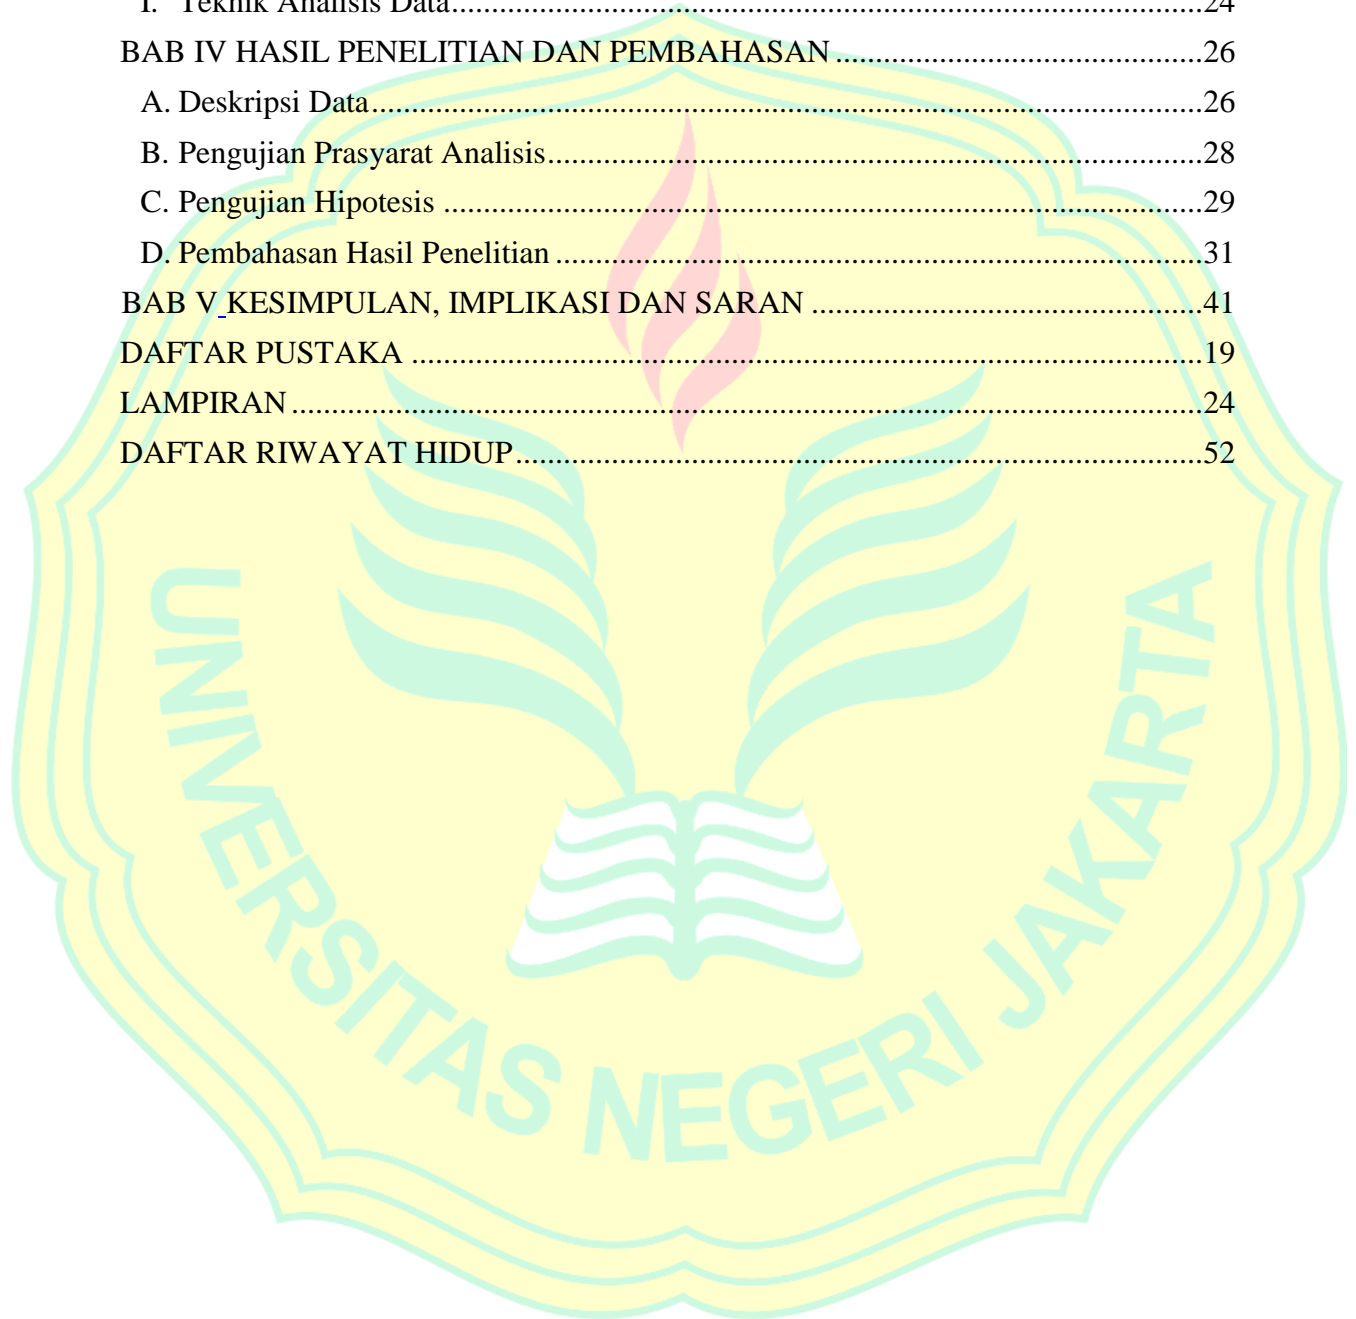 I. Teknik Analisis Data........................................................................................24
BAB IV HASIL PENELITIAN DAN PEMBAHASAN..............................................26
A. Deskripsi Data..........................................................................................................26
B. Pengujian Prasyarat Analisis...................................................................................28
C. Pengujian Hipotesis................................................................................................29
D. Pembahasan Hasil Penelitian..................................................................................31
BAB V KESIMPULAN, IMPLIKASI DAN SARAN.....................................................41
DAFTAR PUSTAKA....................................................................................................19
LAMPIRAN...................................................................................................................24
DAFTAR RIWAYAT HIDUP.......................................................................................52
UNIVERSITAS NEGERI JAKARTA